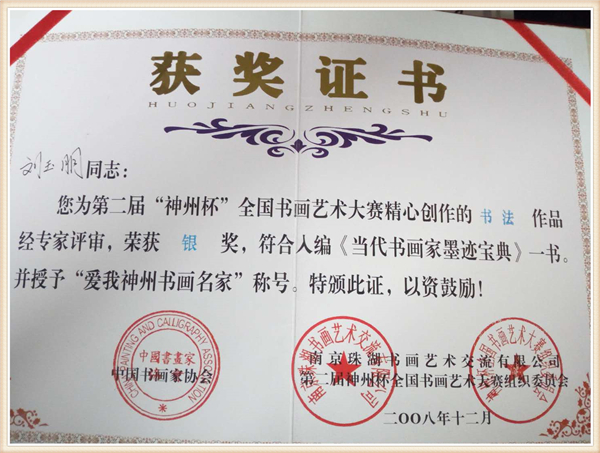 获奖证书
HUOJIANGZHENGSHU
刘玉朋同志：
您为第二届“神州杯”全国书画艺术大赛精心创作的 书法 作品
经专家评审，荣获 银 奖，符合入编《当代书画家墨迹宝典》一书。
并授予“爱我神州书画名家”称号。特颁此证，以资鼓励！
中國書畫家
中国书画家协会
南京珠湖书画艺术交流有限公司
第二届神州杯全国书画艺术大赛组织委员会
二〇〇八年十二月